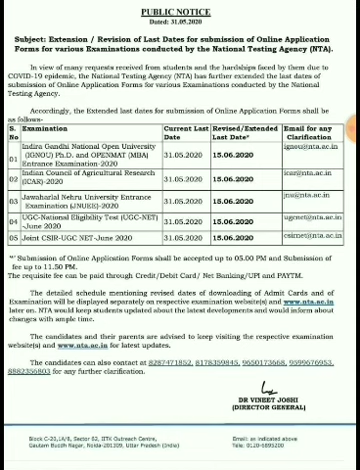 PUBLIC NOTICE
Dated: 31.05.2020
Subject: Extension / Revision of Last Dates for submission of Online Application
Forms for various Examinations conducted by the National Testing Agency (NTA).
In view of many requests received from students and the hardships faced by them due to
COVID-19 epidemic, the National Testing Agency (NTA) has further extended the last dates of
submission of Online Application Forms for various Examinations conducted by the National
Testing Agency.
Accordingly, the Extended last dates for submission of Online Application Forms shall be
as follows-
S. No Examination Current Last Date Revised/Extended Last Date* Email for any Clarification
01 Indira Gandhi National Open University (IGNOU) Ph.D. and OPENMAT (MBA) Entrance Examination-2020 31.05.2020 15.06.2020 ignou@nta.ac.in
02 Indian Council of Agricultural Research (ICAR)-2020 31.05.2020 15.06.2020 icar@nta.ac.in
03 Jawaharlal Nehru University Entrance Examination (JNUEE)-2020 31.05.2020 15.06.2020 jnu@nta.ac.in
04 UGC-National Eligibility Test (UGC-NET) -June 2020 31.05.2020 15.06.2020 ugcnet@nta.ac.in
05 Joint CSIR-UGC NET-June 2020 31.05.2020 15.06.2020 csirnet@nta.ac.in
'*' Submission of Online Application Forms shall be accepted up to 05.00 PM and Submission of
fee up to 11.50 PM.
The requisite fee can be paid through Credit/Debit Card/ Net Banking/UPI and PAYTM.
The detailed schedule mentioning revised dates of downloading of Admit Cards and of
Examination will be displayed separately on respective examination website(s) and www.nta.ac.in
later on. NTA would keep students updated about the latest developments and would inform about
changes with ample time.
The candidates and their parents are advised to keep visiting the respective examination
website(s) and www.nta.ac.in for latest updates.
The candidates can also contact at 8287471852, 8178359845, 9650173668, 9599676953,
8882356803 for any further clarification.
DR VINEET JOSHI
(DIRECTOR GENERAL)
Block C-20,1A/8, Sector 62, IITK Outreach Centre, Email: as indicated above
Gautam Buddh Nagar, Noida-201309, Uttar Pradesh (India) Tele: 0120-6895200